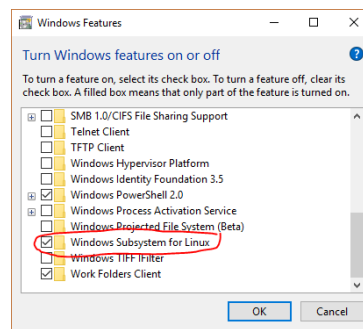 Windows Features
Turn Windows features on or off
To turn a feature on, select its check box. To turn a feature off, clear its
check box. A filled box means that only part of the feature is turned on.
SMB 1.0/CIFS File Sharing Support
Telnet Client
TFTP Client
Windows Hypervisor Platform
Windows Identity Foundation 3.5
Windows PowerShell 2.0
Windows Process Activation Service
Windows Projected File System (Beta)
Windows Subsystem for Linux
Windows TIFF IFilter
Work Folders Client
OK
Cancel